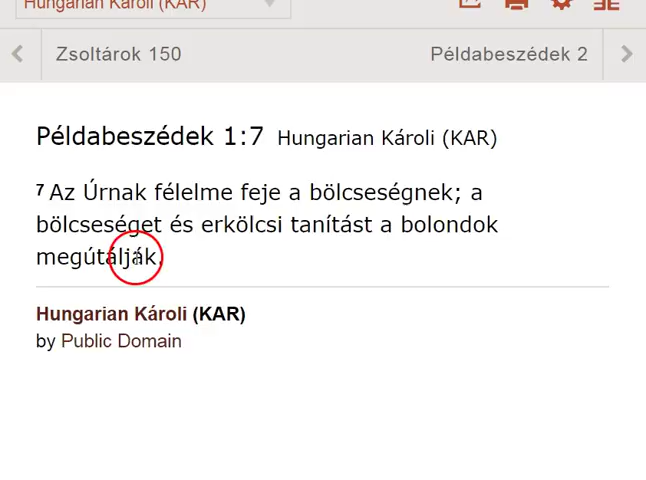 Hungarian Károli (KAR)
Zsoltárok 150
Példabeszédek 2
Példabeszédek 1:7 Hungarian Károli (KAR)
7 Az Úrnak félelme feje a bölcseségnek; a
bölcseséget és erkölcsi tanítást a bolondok
megútálják.
Hungarian Károli (KAR)
by Public Domain